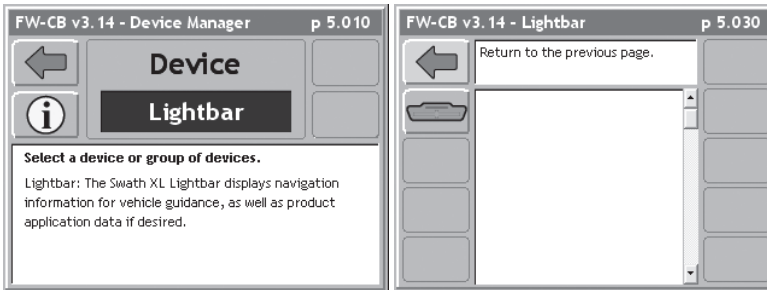 FW-CB v3.14 - Device Manager p 5.010
Device
Lightbar
Select a device or group of devices.
Lightbar: The Swath XL Lightbar displays navigation
information for vehicle guidance, as well as product
application data if desired.
FW-CB v3.14 - Lightbar p 5.030
Return to the previous page.